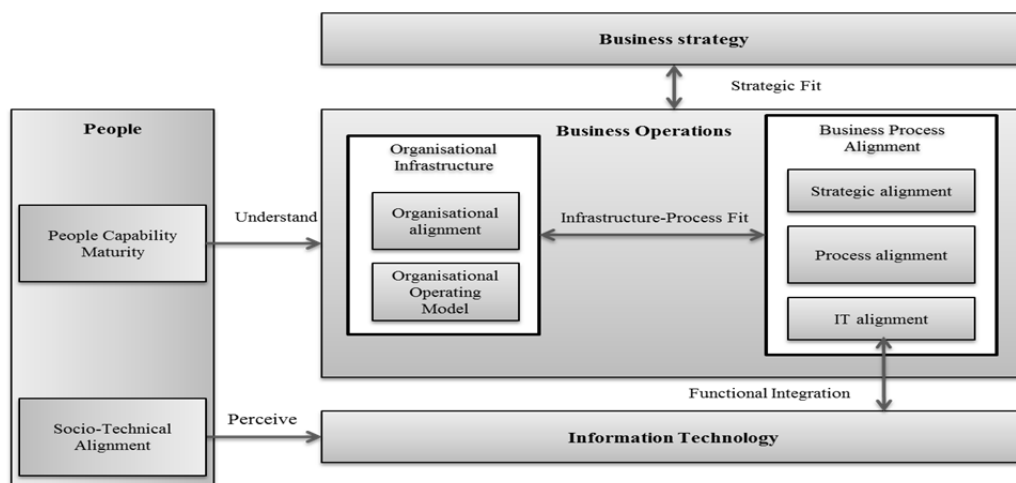 Business strategy
Strategic Fit
People
People Capability
Maturity
Socio-Technical
Alignment
Understand
Perceive
Business Operations
Organisational
Infrastructure
Organisational
alignment
Organisational
Operating
Model
Infrastructure-Process Fit
Business Process
Alignment
Strategic alignment
Process alignment
IT alignment
Functional Integration
Information Technology